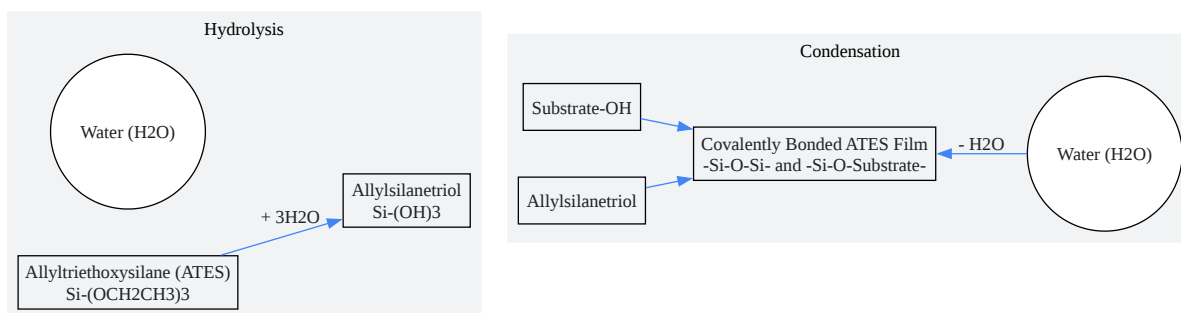 Hydrolysis
Water (H2O)
Allylsilanetriol
Si-(OH)3
+ 3H2O
Allyltriethoxysilane (ATES)
Si-(OCH2CH3)3
Condensation
Substrate-OH
Covalently Bonded ATES Film
-Si-O-Si- and -Si-O-Substrate-
- H2O
Water (H2O)
Allylsilanetriol